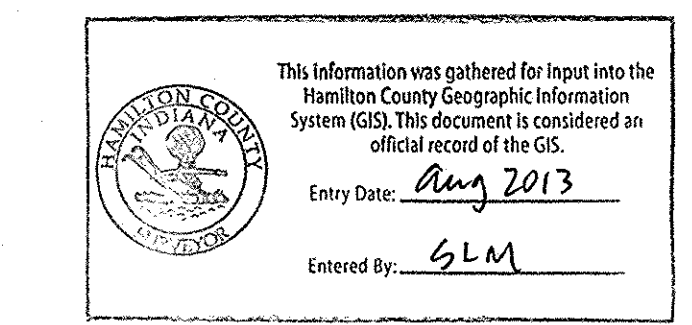 HAMILTON COUNTY
INDIANA
SURVEYOR
This information was gathered for input into the
Hamilton County Geographic Information
System (GIS). This document is considered an
official record of the GIS.
Entry Date: Aug 2013
Entered By: SLM